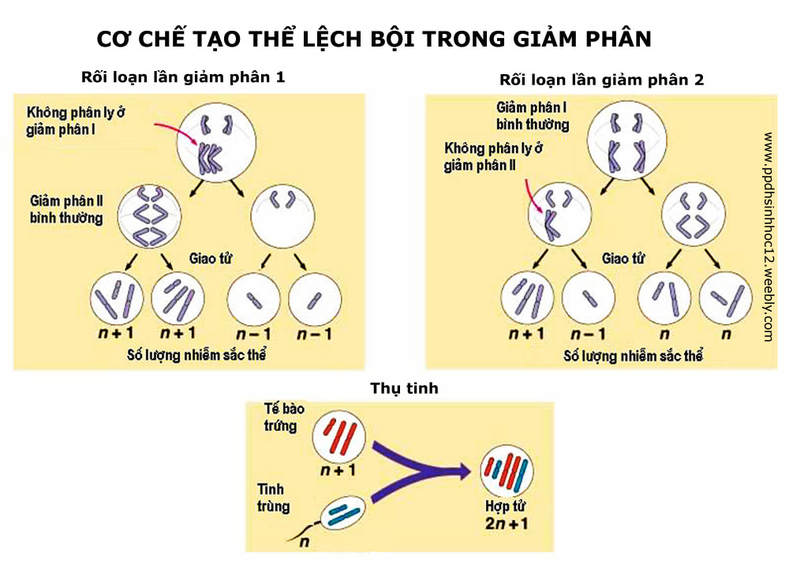 CƠ CHẾ TẠO THỂ LỆCH BỘI TRONG GIẢM PHÂN
Rối loạn lần giảm phân 1
Không phân ly ở
giảm phân I
Giảm phân II
bình thường
Giao tử
n + 1
n + 1
n – 1
n – 1
Số lượng nhiễm sắc thể
Rối loạn lần giảm phân 2
Giảm phân I
bình thường
Không phân ly ở
giảm phân II
Giao tử
n + 1
n – 1
n
n
Số lượng nhiễm sắc thể
www.ppdhsinhhoc12.weebly.com
Thụ tinh
Tế bào
trứng
n + 1
Tinh
trùng
n
Hợp tử
2n + 1